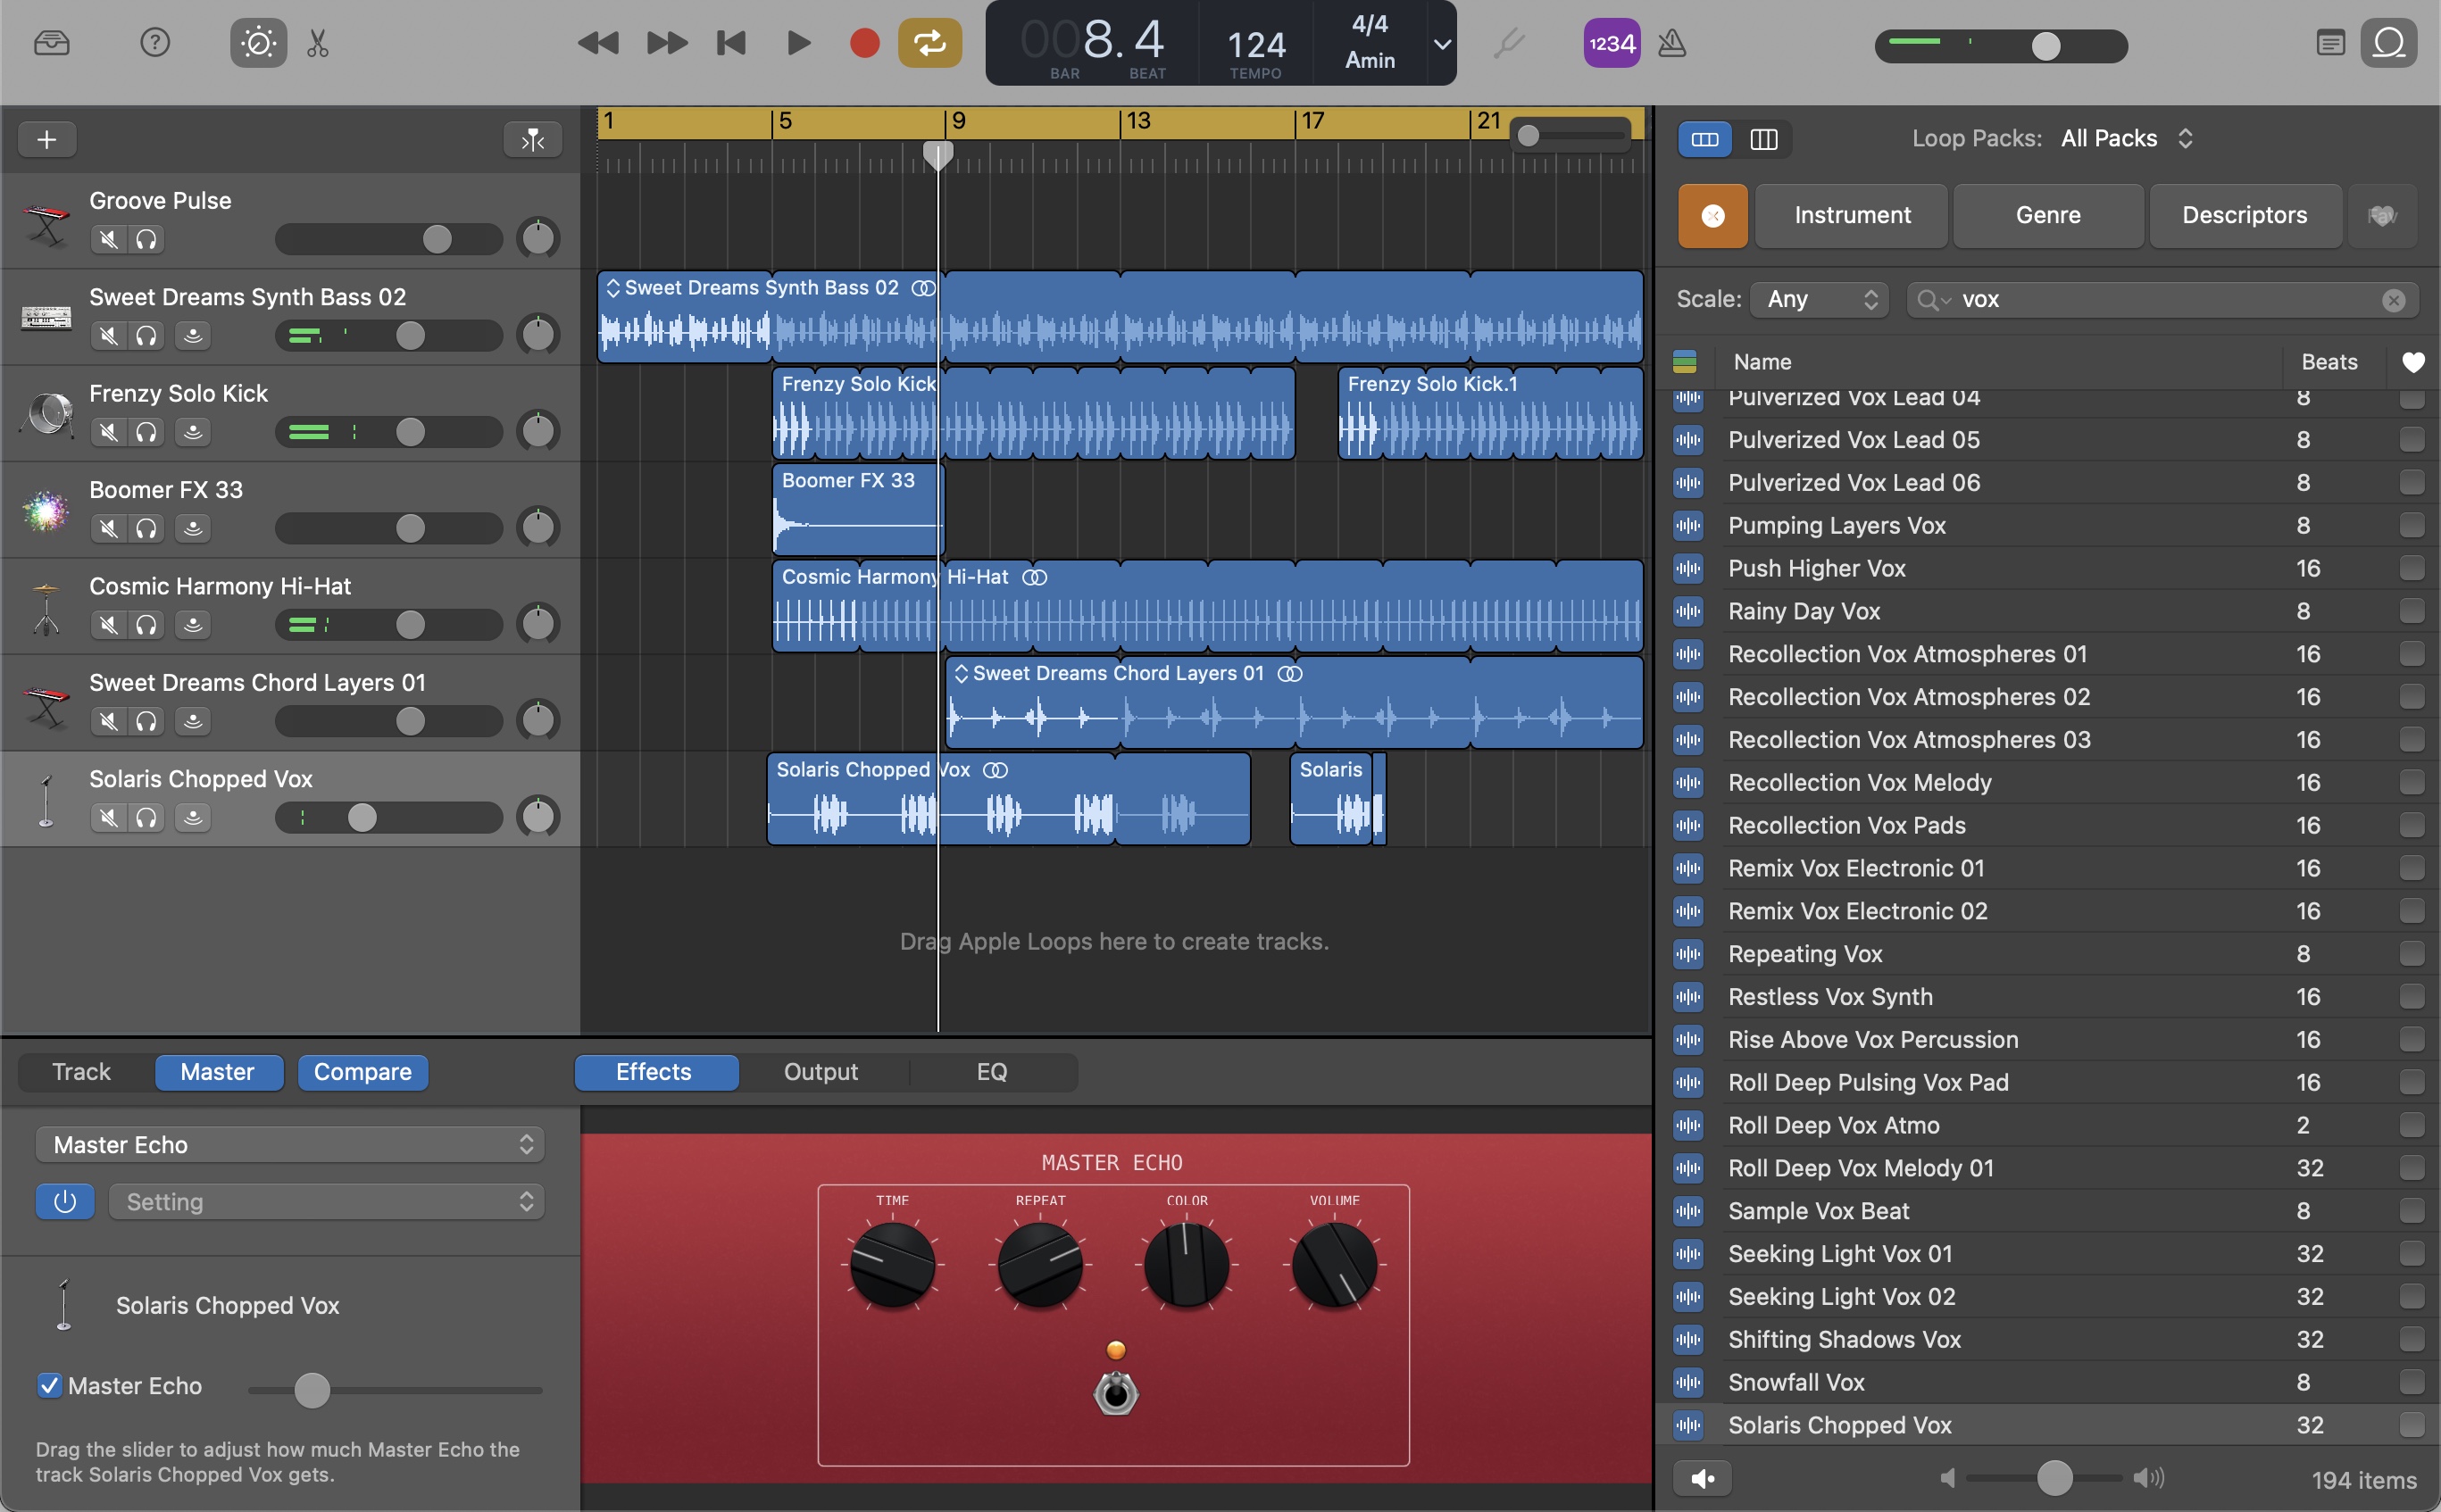 008.4
BAR BEAT
124
TEMPO
4/4
Amin
1234
1 5 9 13 17 21
Groove Pulse
Sweet Dreams Synth Bass 02
Frenzy Solo Kick
Boomer FX 33
Cosmic Harmony Hi-Hat
Sweet Dreams Chord Layers 01
Solaris Chopped Vox
Sweet Dreams Synth Bass 02
Frenzy Solo Kick
Frenzy Solo Kick.1
Boomer FX 33
Cosmic Harmony Hi-Hat
Sweet Dreams Chord Layers 01
Solaris Chopped Vox
Solaris
Drag Apple Loops here to create tracks.
Track Master Compare Effects Output EQ
Master Echo
Setting
Solaris Chopped Vox
Master Echo
Drag the slider to adjust how much Master Echo the
track Solaris Chopped Vox gets.
MASTER ECHO
TIME REPEAT COLOR VOLUME
Loop Packs: All Packs
Instrument Genre Descriptors Fav
Scale: Any vox
Name Beats
Pulverized Vox Lead 04 8
Pulverized Vox Lead 05 8
Pulverized Vox Lead 06 8
Pumping Layers Vox 8
Push Higher Vox 16
Rainy Day Vox 8
Recollection Vox Atmospheres 01 16
Recollection Vox Atmospheres 02 16
Recollection Vox Atmospheres 03 16
Recollection Vox Melody 16
Recollection Vox Pads 16
Remix Vox Electronic 01 16
Remix Vox Electronic 02 16
Repeating Vox 8
Restless Vox Synth 16
Rise Above Vox Percussion 16
Roll Deep Pulsing Vox Pad 16
Roll Deep Vox Atmo 2
Roll Deep Vox Melody 01 32
Sample Vox Beat 8
Seeking Light Vox 01 32
Seeking Light Vox 02 32
Shifting Shadows Vox 32
Snowfall Vox 8
Solaris Chopped Vox 32
194 items